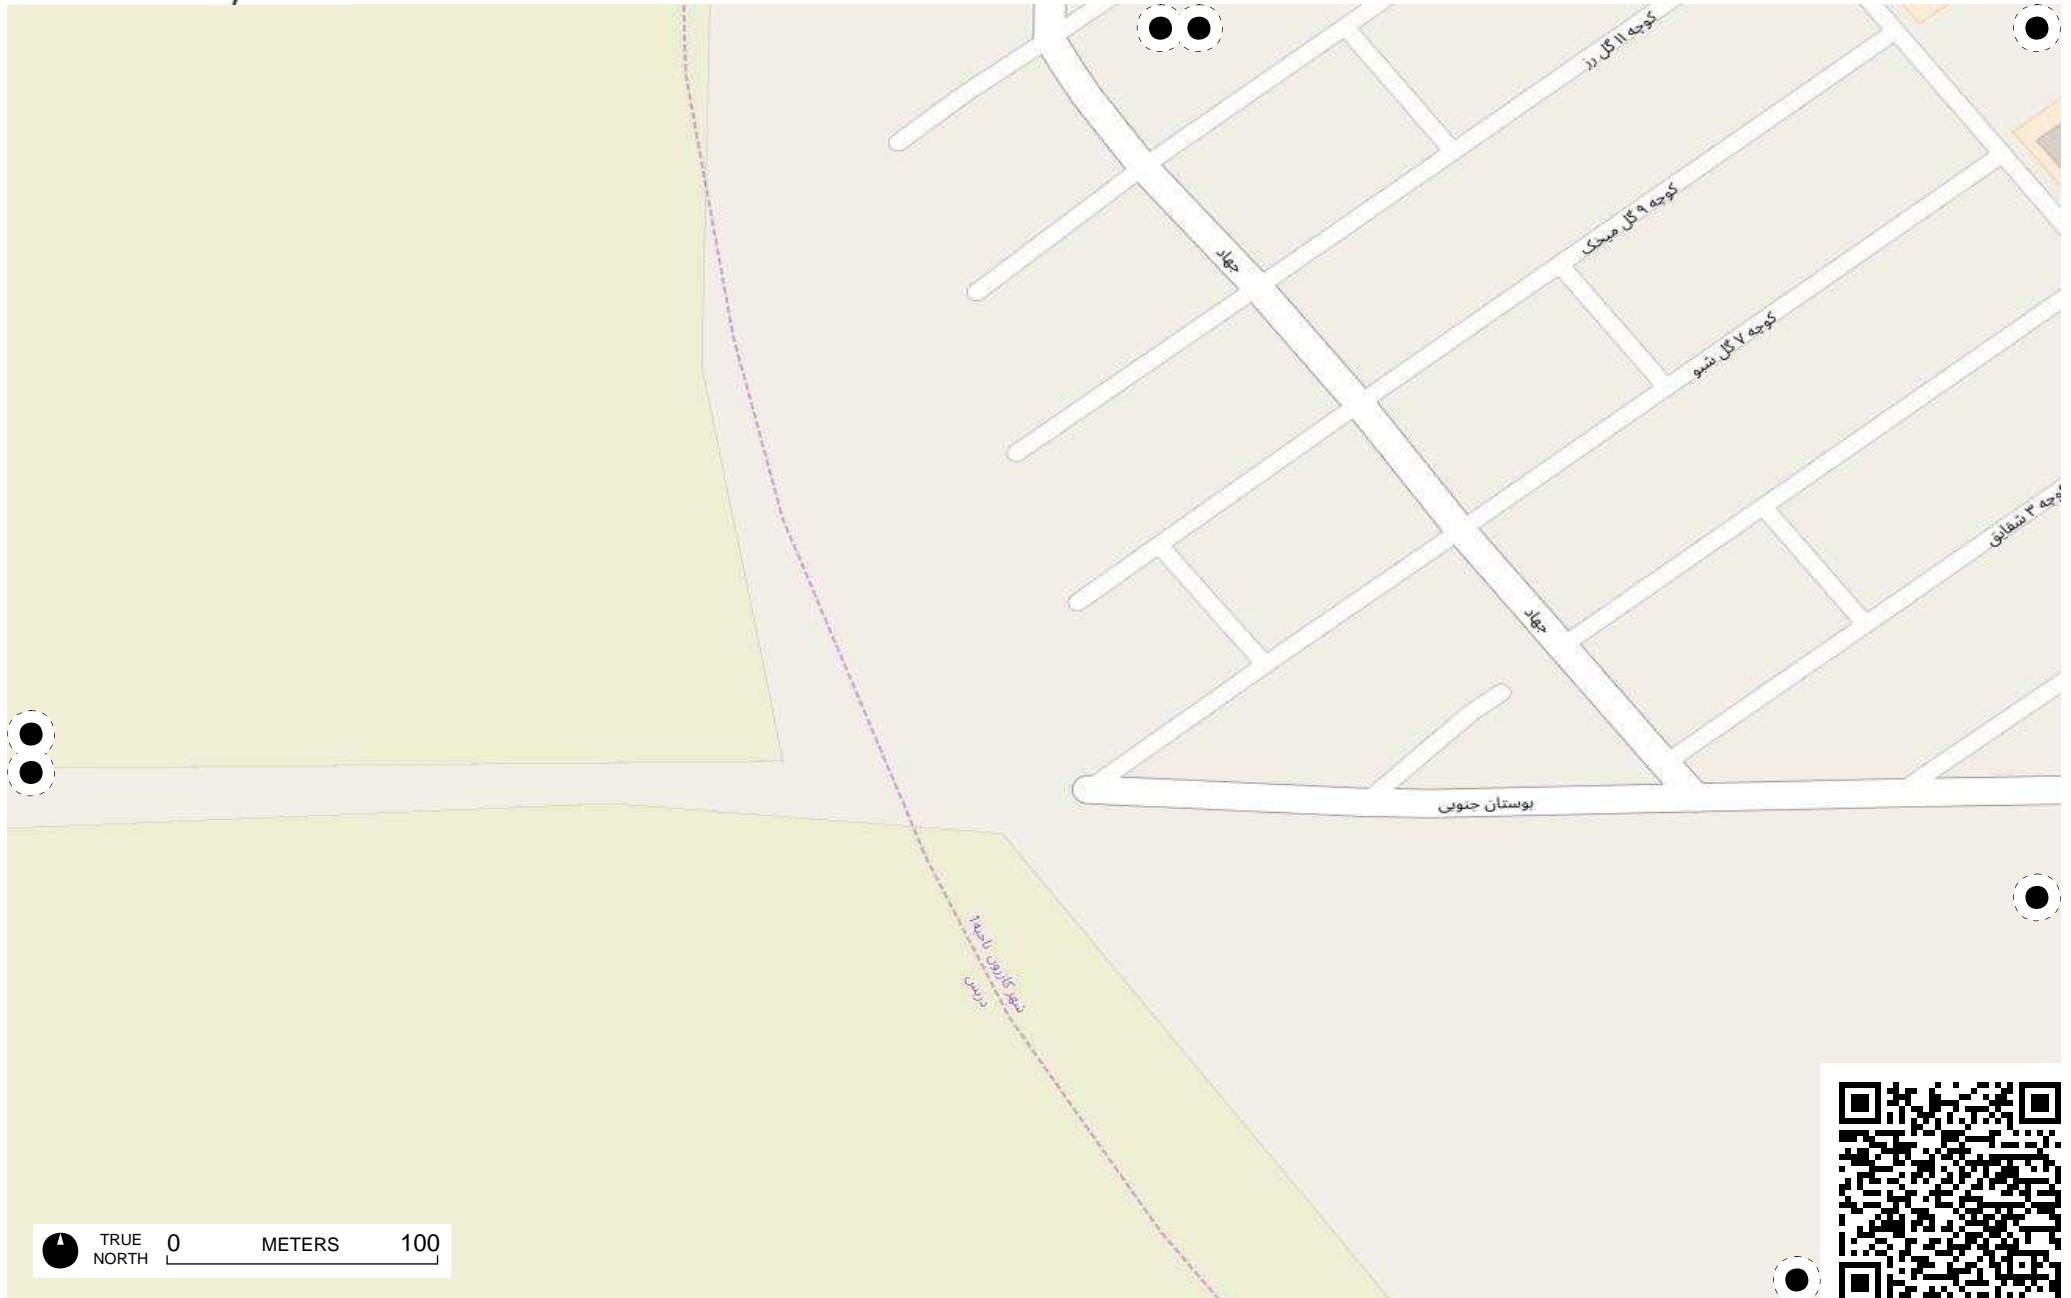 کوچه ۱۱ گل رز
کوچه ۹ گل میخک
جهاد
کوچه ۷ گل شبو
کوچه ۳ شقایق
جهاد
بوستان جنوبی
شهر کازرون ناحیه1
دریس
TRUE NORTH
0 METERS 100